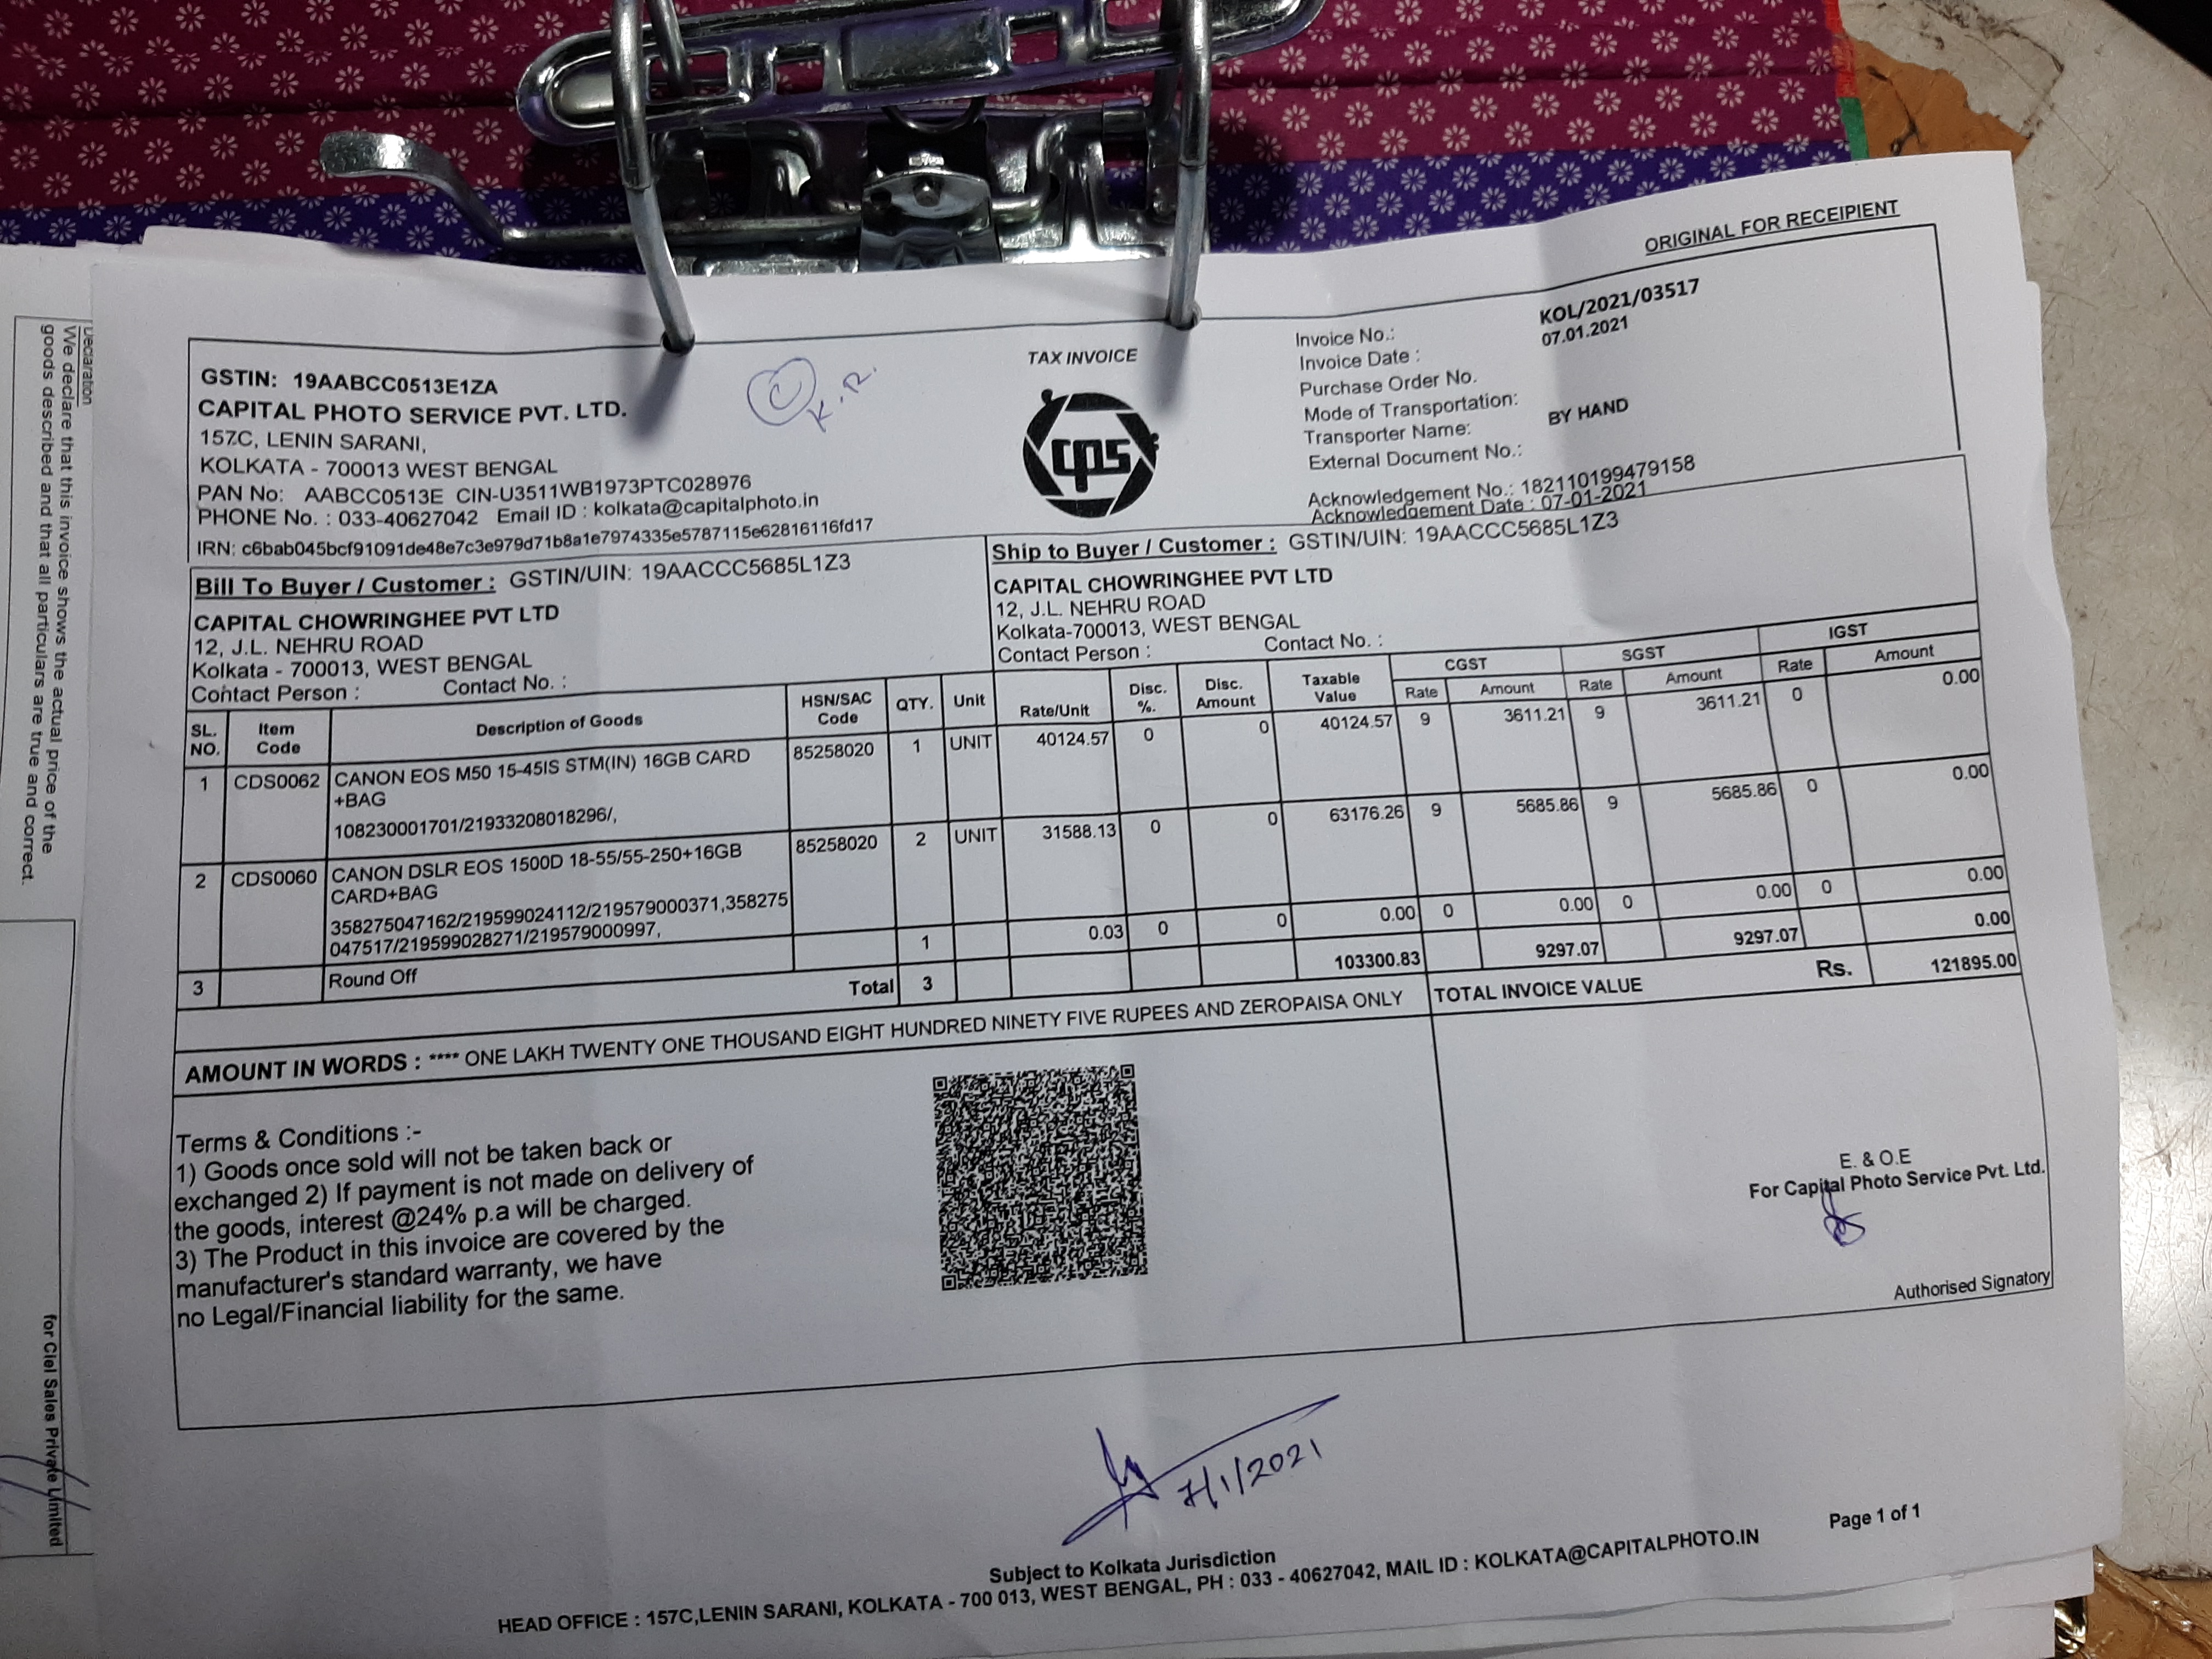 ORIGINAL FOR RECEIPIENT
TAX INVOICE
GSTIN: 19AABCC0513E1ZA
CAPITAL PHOTO SERVICE PVT. LTD.
157C, LENIN SARANI,
KOLKATA - 700013 WEST BENGAL
PAN No: AABCC0513E CIN-U3511WB1973PTC028976
PHONE No. : 033-40627042 Email ID : kolkata@capitalphoto.in
IRN: c6bab045bcf91091de48e7c3e979d71b8a1e7974335e5787115e62816116fd17
C K.R.
cps
Invoice No.: KOL/2021/03517
Invoice Date : 07.01.2021
Purchase Order No.
Mode of Transportation: BY HAND
Transporter Name:
External Document No.:
Acknowledgement No.: 182110199479158
Acknowledgement Date : 07-01-2021
Bill To Buyer / Customer : GSTIN/UIN: 19AACCC5685L1Z3
CAPITAL CHOWRINGHEE PVT LTD
12, J.L. NEHRU ROAD
Kolkata - 700013, WEST BENGAL
Contact Person : Contact No. :
Ship to Buyer / Customer : GSTIN/UIN: 19AACCC5685L1Z3
CAPITAL CHOWRINGHEE PVT LTD
12, J.L. NEHRU ROAD
Kolkata-700013, WEST BENGAL
Contact Person : Contact No. :
SL. NO. Item Code Description of Goods HSN/SAC Code QTY. Unit Rate/Unit Disc. %. Disc. Amount Taxable Value CGST Rate Amount SGST Rate Amount IGST Rate Amount
1 CDS0062 CANON EOS M50 15-45IS STM(IN) 16GB CARD 85258020 1 UNIT 40124.57 0 0 40124.57 9 3611.21 9 3611.21 0 0.00
+BAG
108230001701/21933208018296/,
2 CDS0060 CANON DSLR EOS 1500D 18-55/55-250+16GB 85258020 2 UNIT 31588.13 0 0 63176.26 9 5685.86 9 5685.86 0 0.00
CARD+BAG
358275047162/219599024112/219579000371,358275
047517/219599028271/219579000997,
3 Round Off 1 0.03 0 0 0.00 0 0.00 0 0.00 0 0.00
Total 3 103300.83 9297.07 9297.07 0.00
AMOUNT IN WORDS : **** ONE LAKH TWENTY ONE THOUSAND EIGHT HUNDRED NINETY FIVE RUPEES AND ZEROPAISA ONLY
TOTAL INVOICE VALUE Rs. 121895.00
Terms & Conditions :-
1) Goods once sold will not be taken back or
exchanged 2) If payment is not made on delivery of
the goods, interest @24% p.a will be charged.
3) The Product in this invoice are covered by the
manufacturer's standard warranty, we have
no Legal/Financial liability for the same.
E. & O.E
For Capital Photo Service Pvt. Ltd.
Authorised Signatory
7/1/2021
Subject to Kolkata Jurisdiction
HEAD OFFICE : 157C,LENIN SARANI, KOLKATA - 700 013, WEST BENGAL, PH : 033 - 40627042, MAIL ID : KOLKATA@CAPITALPHOTO.IN
Page 1 of 1
Declaration
We declare that this invoice shows the actual price of the
goods described and that all particulars are true and correct.
for Ciel Sales Private Limited